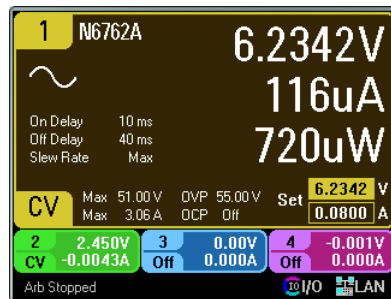 1 N6762A
6.2342V
116uA
720uW
On Delay 10 ms
Off Delay 40 ms
Slew Rate Max
CV
Max 51.00 V OVP 55.00 V
Max 3.06 A OCP Off
Set 6.2342 V
0.0800 A
2 2.450V
CV -0.0043A
3 0.00V
Off 0.000A
4 -0.001V
Off 0.000A
Arb Stopped
IO I/O LAN